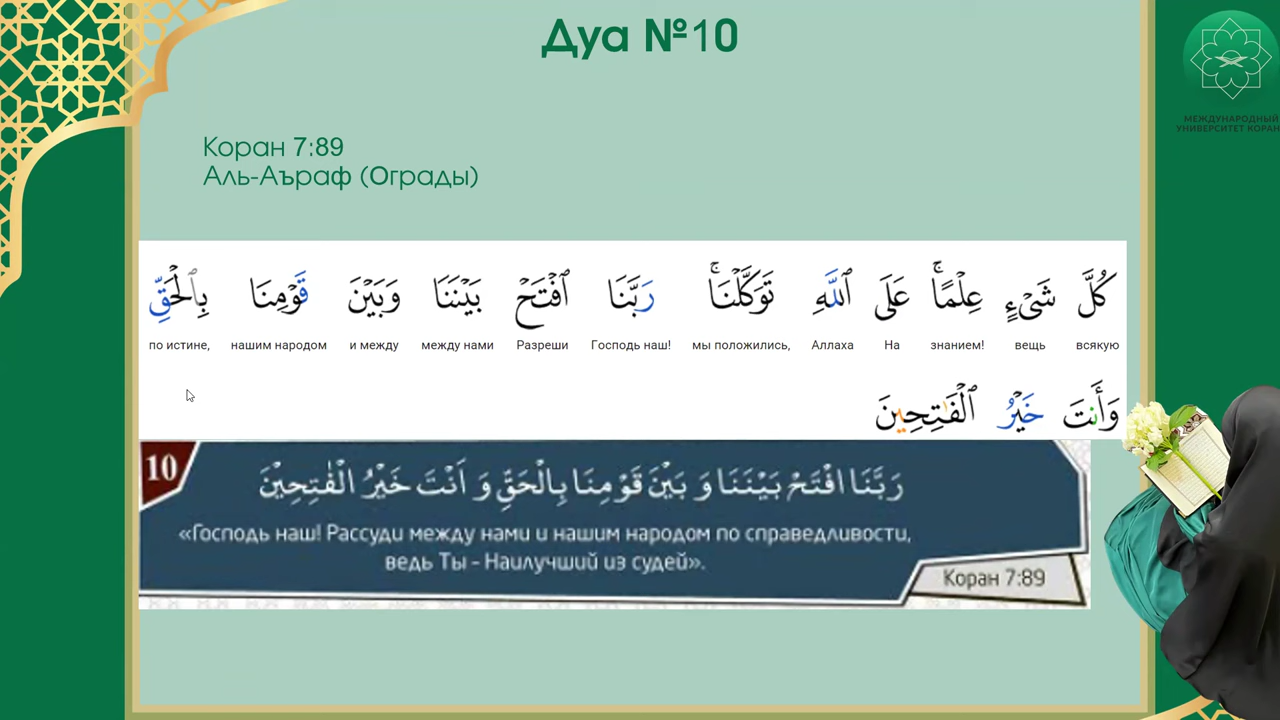 Дуа №10
МЕЖДУНАРОДНЫЙ
УНИВЕРСИТЕТ КОРАН
Коран 7:89
Аль-Аъраф (Ограды)
كُلَّ شَىْءٍ عِلْمًاۚ عَلَى ٱللَّهِ تَوَكَّلْنَاۚ رَبَّنَا ٱفْتَحْ بَيْنَنَا وَبَيْنَ قَوْمِنَا بِٱلْحَقِّ
по истине, нашим народом и между между нами Разреши Господь наш! мы положились, Аллаха На знанием! вещь всякую
وَأَنتَ خَيْرُ ٱلْفَـٰتِحِينَ
10
رَبَّنَا افْتَحْ بَيْنَنَا وَ بَيْنَ قَوْمِنَا بِالْحَقِّ وَ اَنْتَ خَيْرُ الْفٰتِحِيْنَ
«Господь наш! Рассуди между нами и нашим народом по справедливости,
ведь Ты - Наилучший из судей».
Коран 7:89